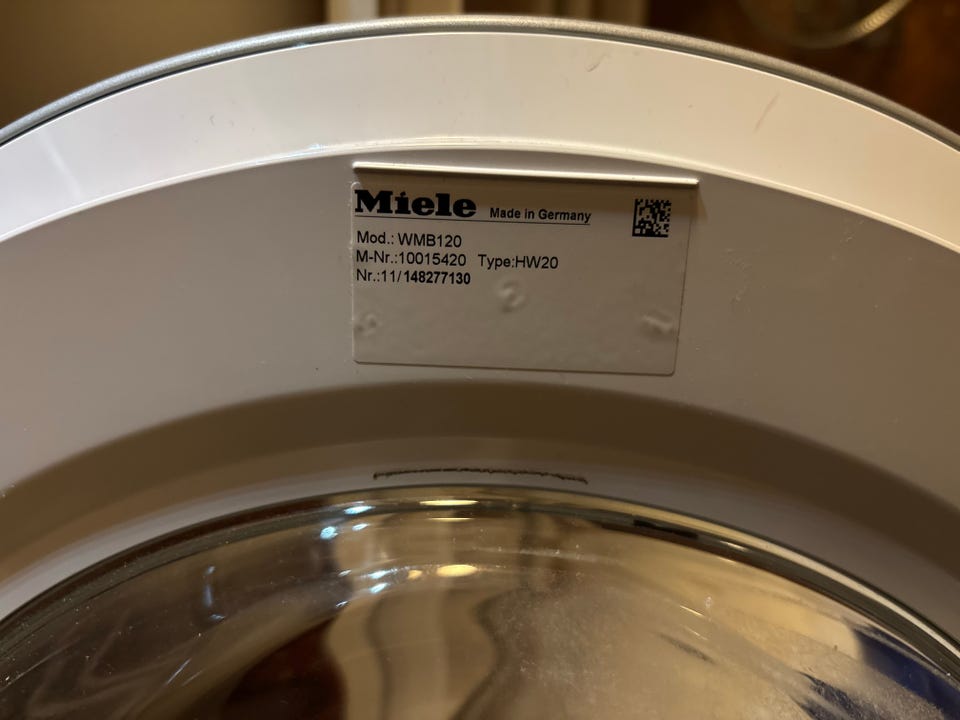 Miele Made in Germany
Mod.: WMB120
M-Nr.:10015420 Type:HW20
Nr.:11/148277130